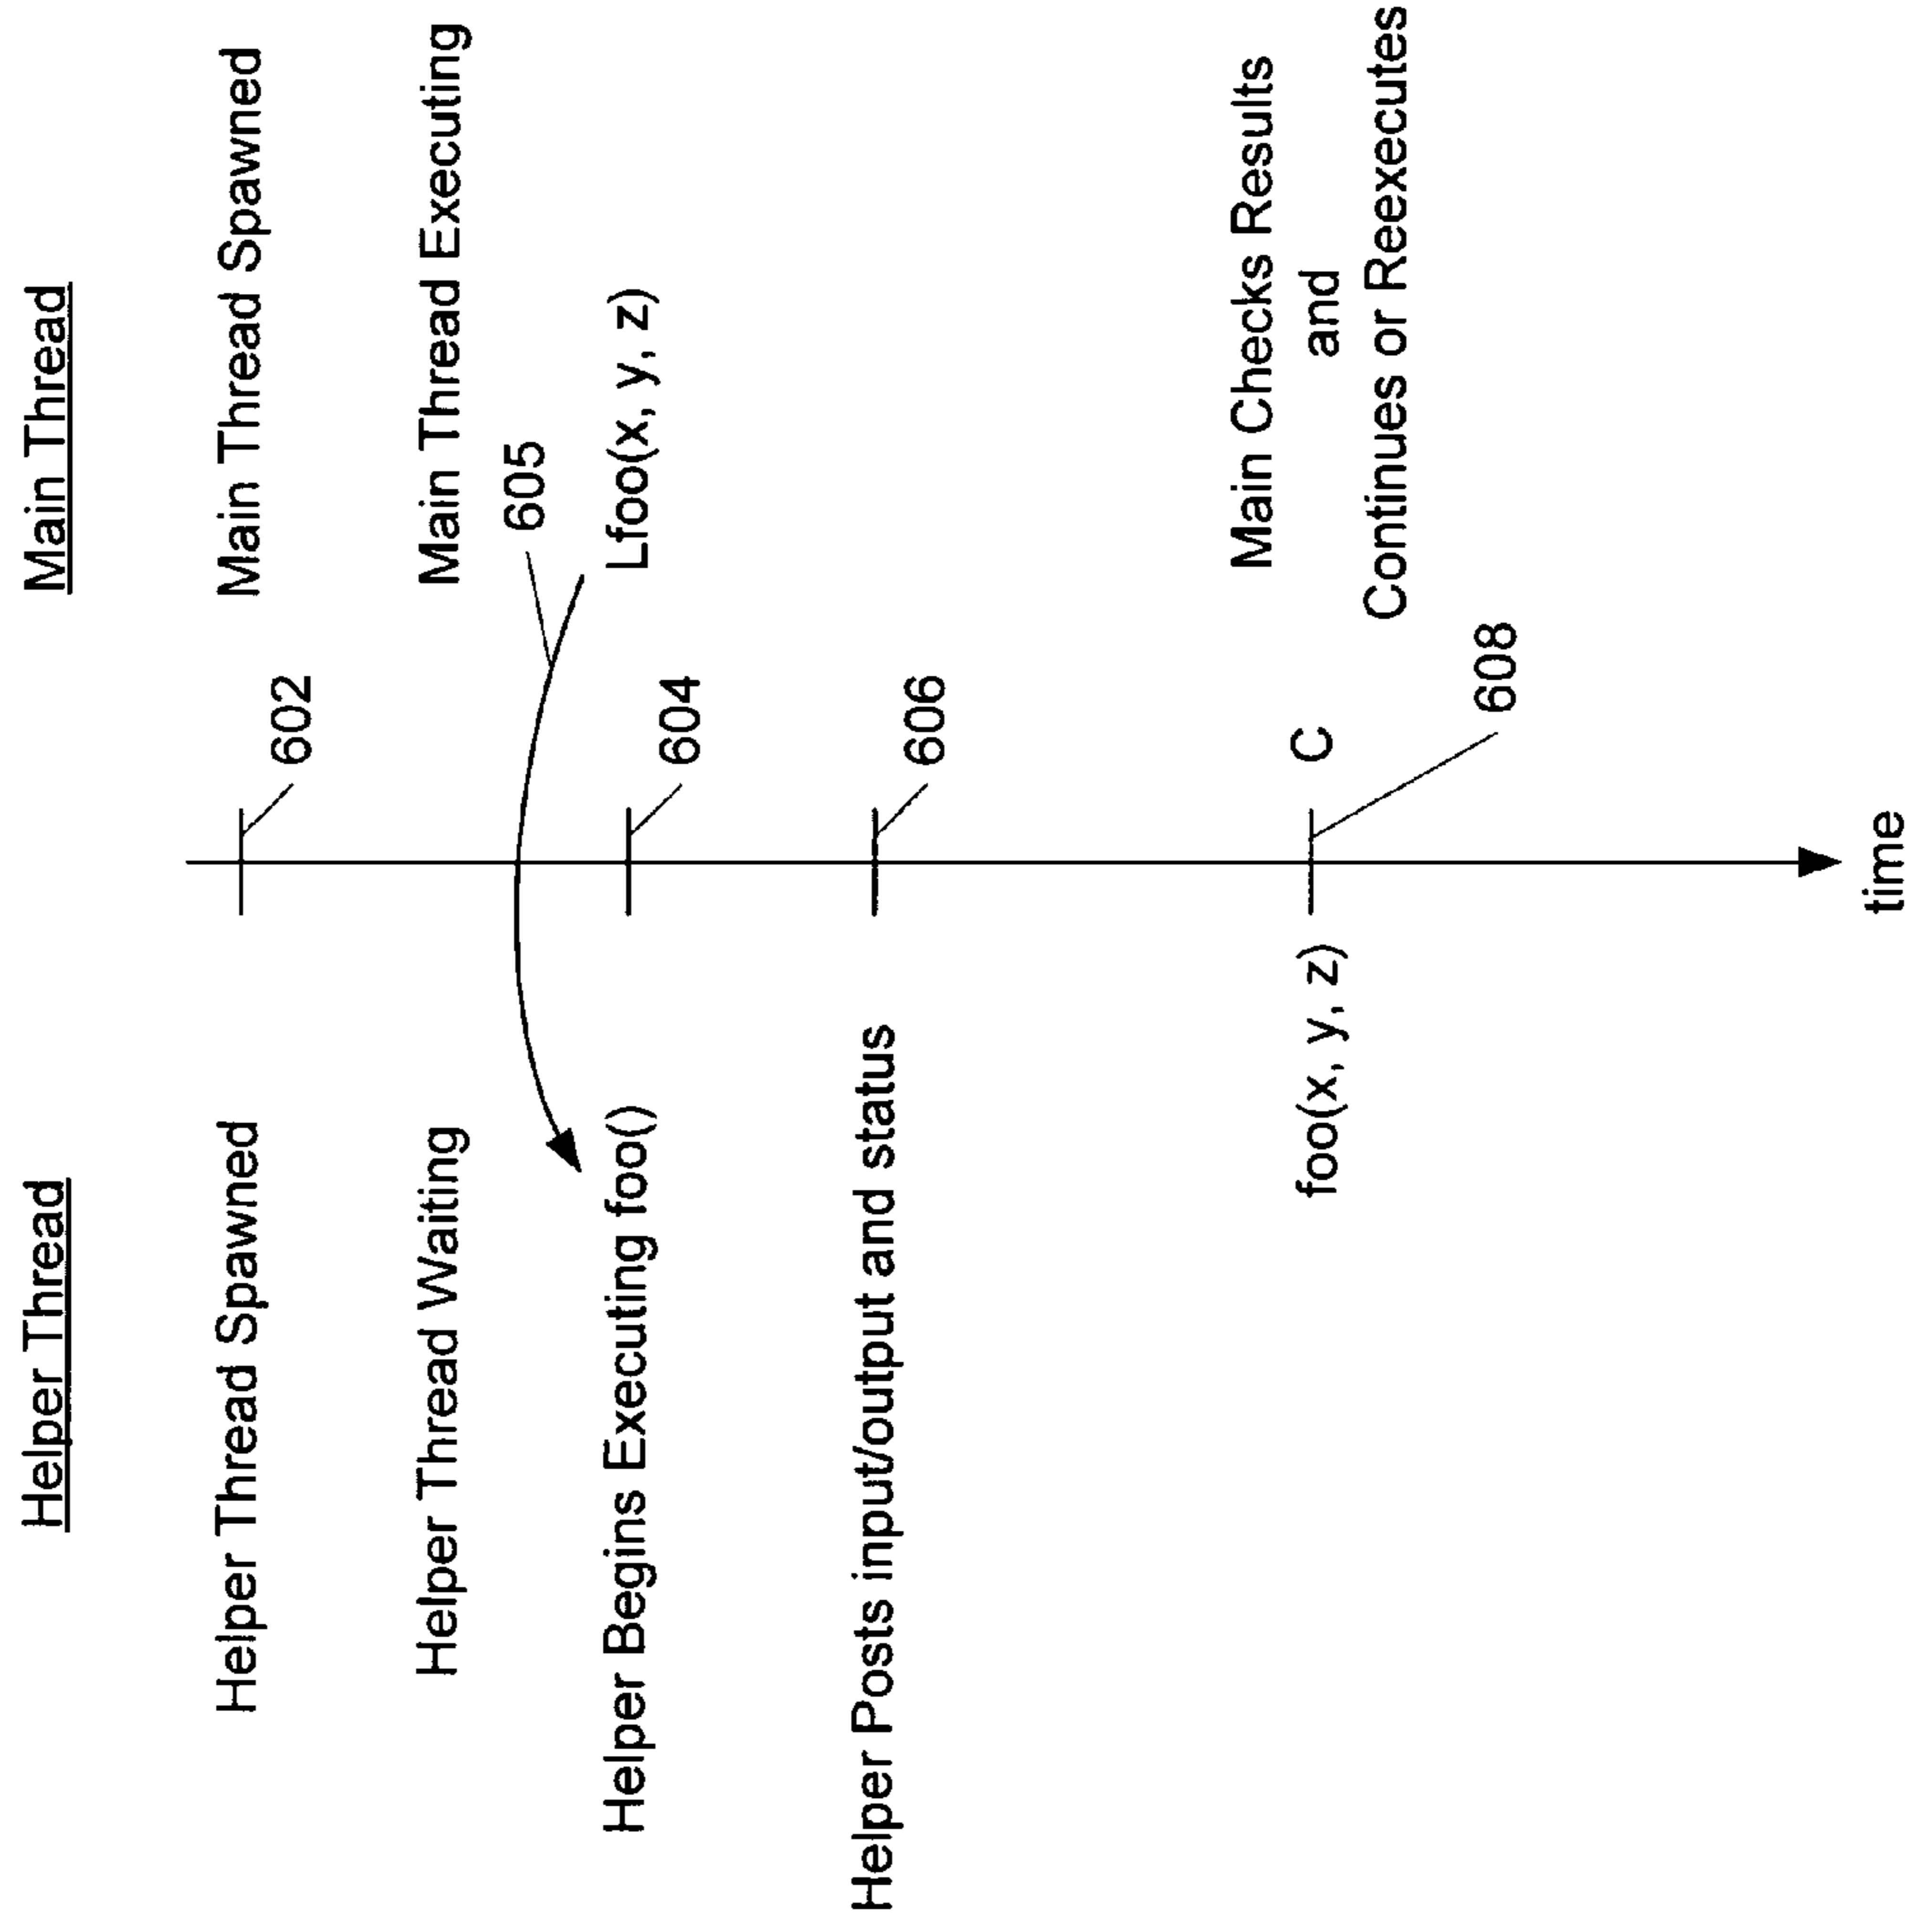 Helper Thread
Main Thread
Helper Thread Spawned
Main Thread Spawned
602
Helper Thread Waiting
Main Thread Executing
605
Helper Begins Executing foo()
Lfoo(x, y, z)
604
Helper Posts input/output and status
606
foo(x, y, z)
C
Main Checks Results
and
Continues or Reexecutes
608
time